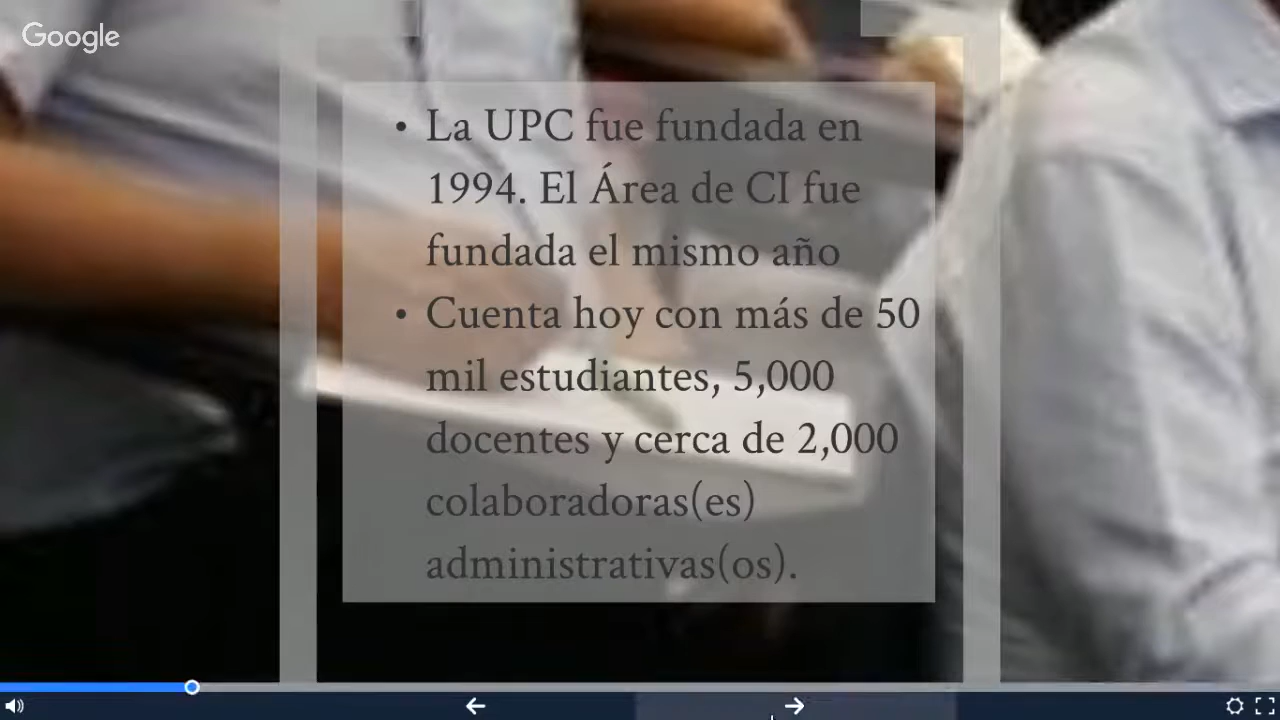 Google
• La UPC fue fundada en
1994. El Área de CI fue
fundada el mismo año
• Cuenta hoy con más de 50
mil estudiantes, 5,000
docentes y cerca de 2,000
colaboradoras(es)
administrativas(os).